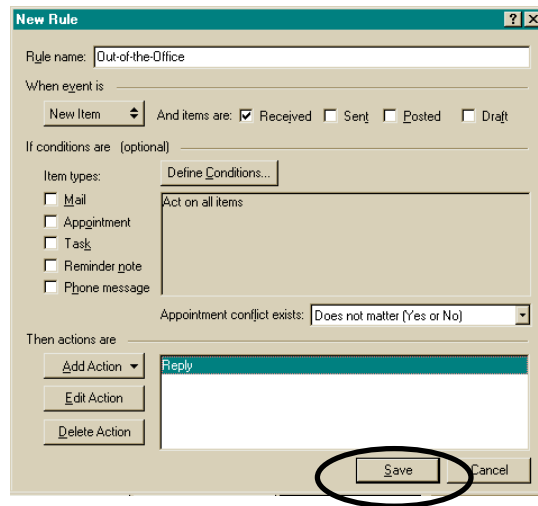 New Rule
Rule name: Out-of-the-Office
When event is
New Item And items are: Received Sent Posted Draft
If conditions are (optional)
Item types: Define Conditions...
Mail Act on all items
Appointment
Task
Reminder note
Phone message
Appointment conflict exists: Does not matter (Yes or No)
Then actions are
Add Action Reply
Edit Action
Delete Action
Save Cancel